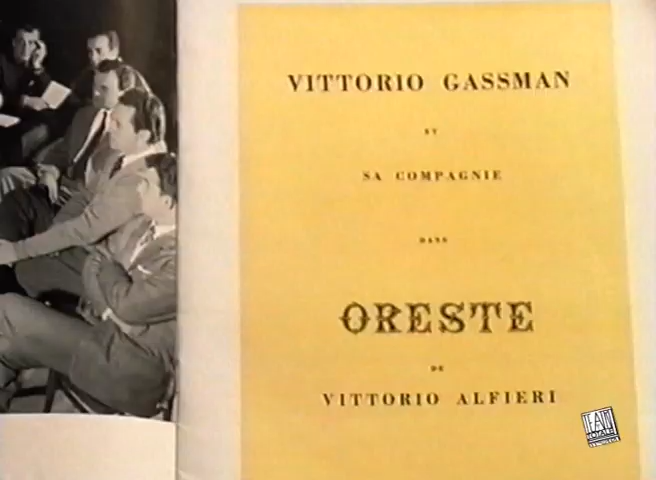 VITTORIO GASSMAN
ET
SA COMPAGNIE
DANS
ORESTE
DE
VITTORIO ALFIERI